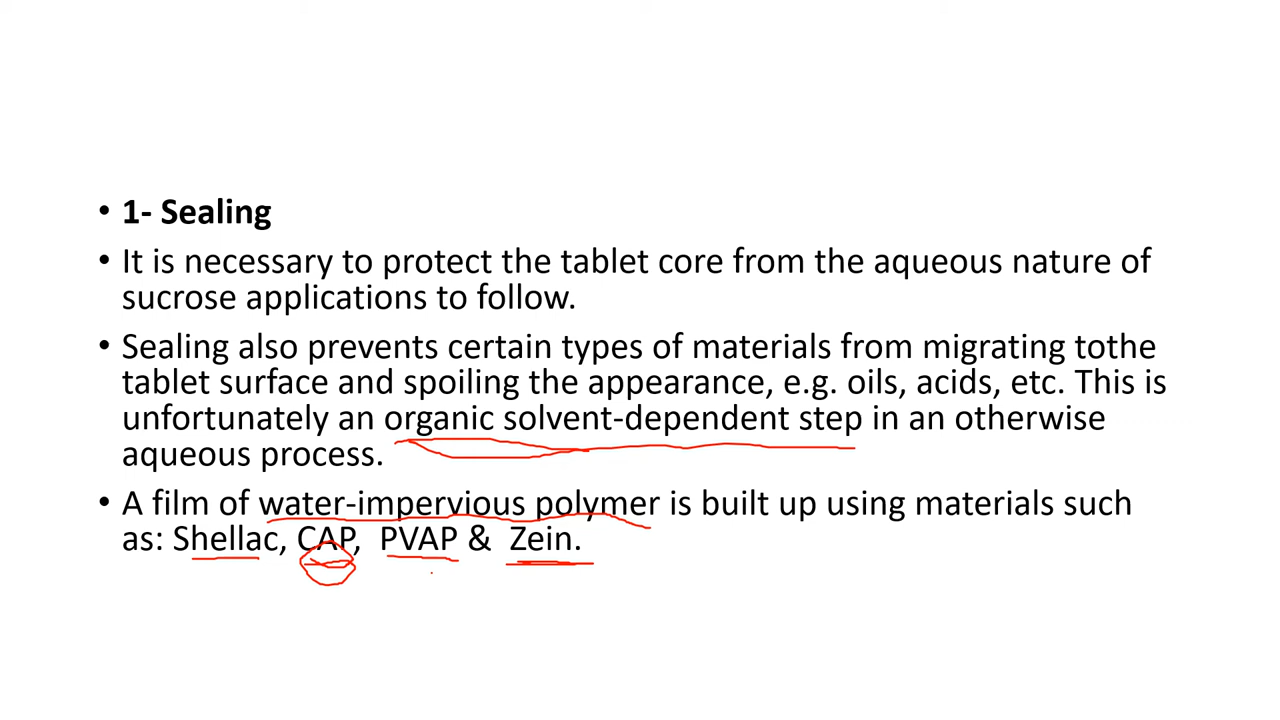 • 1- Sealing
• It is necessary to protect the tablet core from the aqueous nature of
sucrose applications to follow.
• Sealing also prevents certain types of materials from migrating tothe
tablet surface and spoiling the appearance, e.g. oils, acids, etc. This is
unfortunately an organic solvent-dependent step in an otherwise
aqueous process.
• A film of water-impervious polymer is built up using materials such
as: Shellac, CAP, PVAP & Zein.